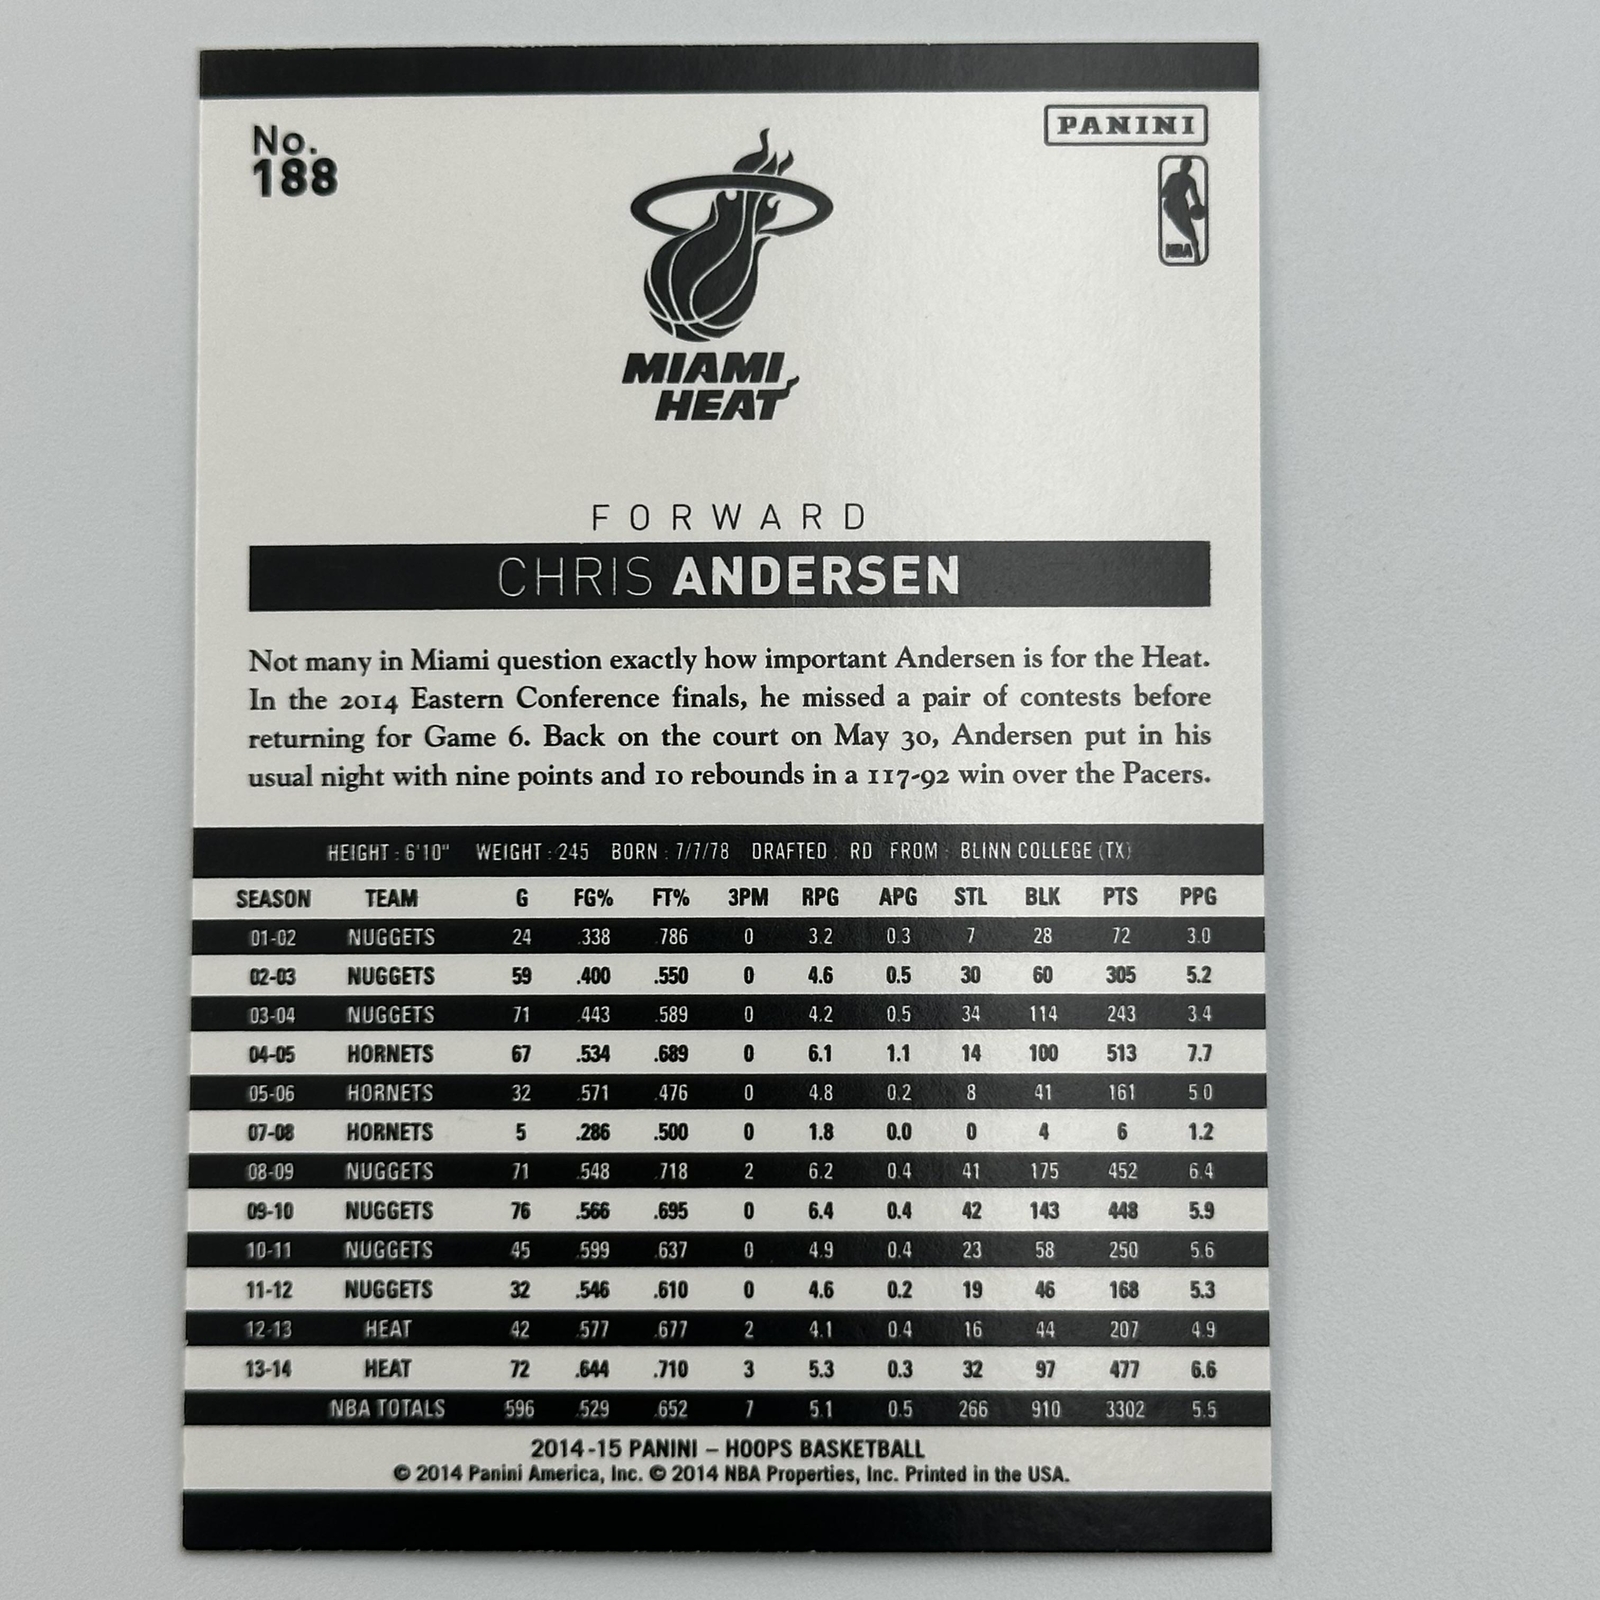 No.
188
PANINI
NBA
MIAMI
HEAT
FORWARD
CHRIS ANDERSEN
Not many in Miami question exactly how important Andersen is for the Heat.
In the 2014 Eastern Conference finals, he missed a pair of contests before
returning for Game 6. Back on the court on May 30, Andersen put in his
usual night with nine points and 10 rebounds in a 117-92 win over the Pacers.
HEIGHT : 6'10" WEIGHT : 245 BORN : 7/7/78 DRAFTED : RD FROM : BLINN COLLEGE (TX)
SEASON TEAM G FG% FT% 3PM RPG APG STL BLK PTS PPG
01-02 NUGGETS 24 .338 .786 0 3.2 0.3 7 28 72 3.0
02-03 NUGGETS 59 .400 .550 0 4.6 0.5 30 60 305 5.2
03-04 NUGGETS 71 .443 .589 0 4.2 0.5 34 114 243 3.4
04-05 HORNETS 67 .534 .689 0 6.1 1.1 14 100 513 7.7
05-06 HORNETS 32 .571 .476 0 4.8 0.2 8 41 161 5.0
07-08 HORNETS 5 .286 .500 0 1.8 0.0 0 4 6 1.2
08-09 NUGGETS 71 .548 .718 2 6.2 0.4 41 175 452 6.4
09-10 NUGGETS 76 .566 .695 0 6.4 0.4 42 143 448 5.9
10-11 NUGGETS 45 .599 .637 0 4.9 0.4 23 58 250 5.6
11-12 NUGGETS 32 .546 .610 0 4.6 0.2 19 46 168 5.3
12-13 HEAT 42 .577 .677 2 4.1 0.4 16 44 207 4.9
13-14 HEAT 72 .644 .710 3 5.3 0.3 32 97 477 6.6
NBA TOTALS 596 .529 .652 7 5.1 0.5 266 910 3302 5.5
2014-15 PANINI – HOOPS BASKETBALL
© 2014 Panini America, Inc. © 2014 NBA Properties, Inc. Printed in the USA.